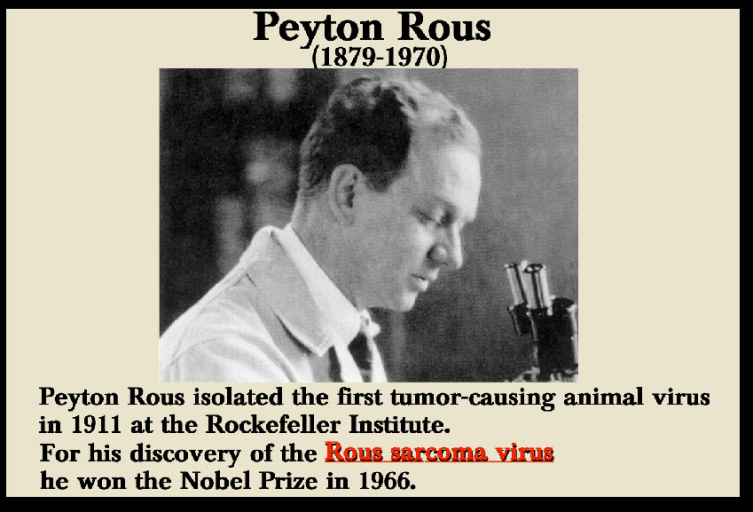 Peyton Rous
(1879-1970)
Peyton Rous isolated the first tumor-causing animal virus
in 1911 at the Rockefeller Institute.
For his discovery of the Rous sarcoma virus
he won the Nobel Prize in 1966.